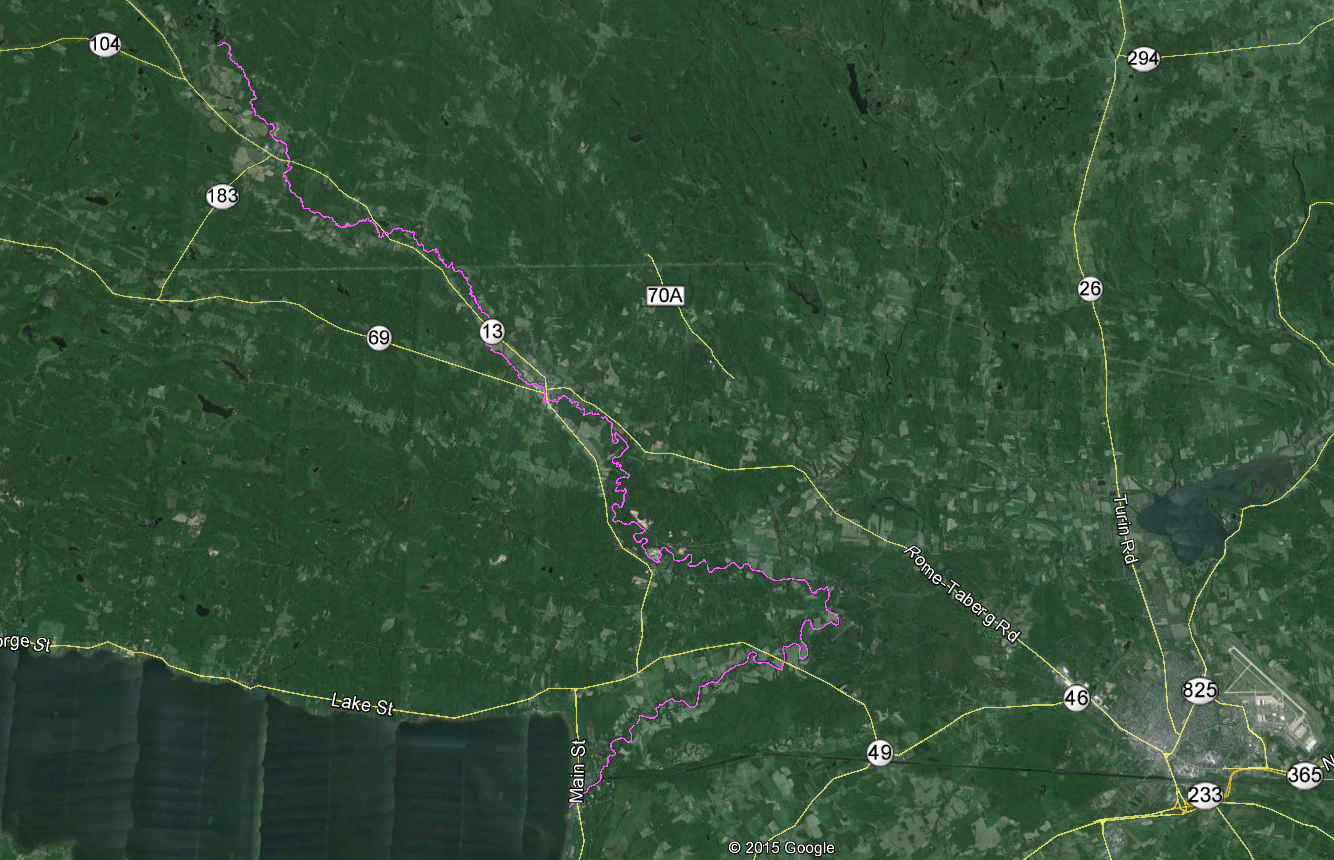 104
294
183
26
70A
13
69
Turin Rd
Rome-Taberg Rd
orge St
Lake St
46
825
Main St
49
365
N
233
© 2015 Google